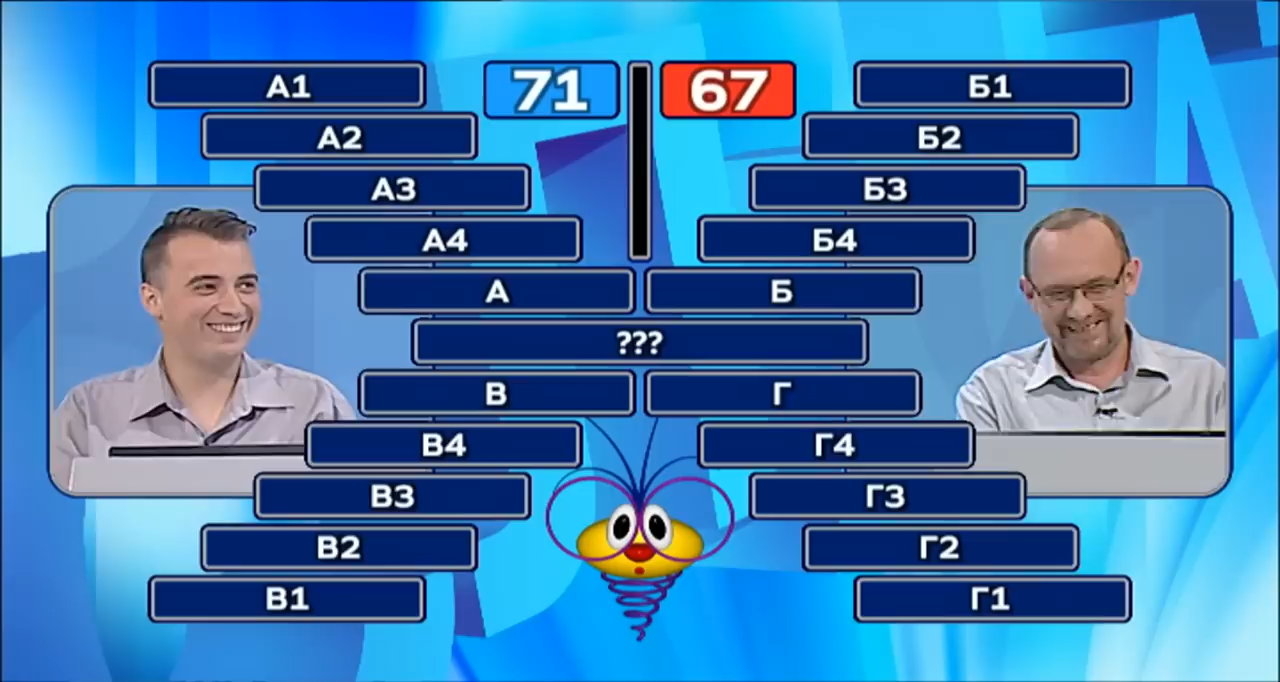 А1 71 67 Б1
А2 Б2
А3 Б3
А4 Б4
А Б
???
В Г
В4 Г4
В3 Г3
В2 Г2
В1 Г1